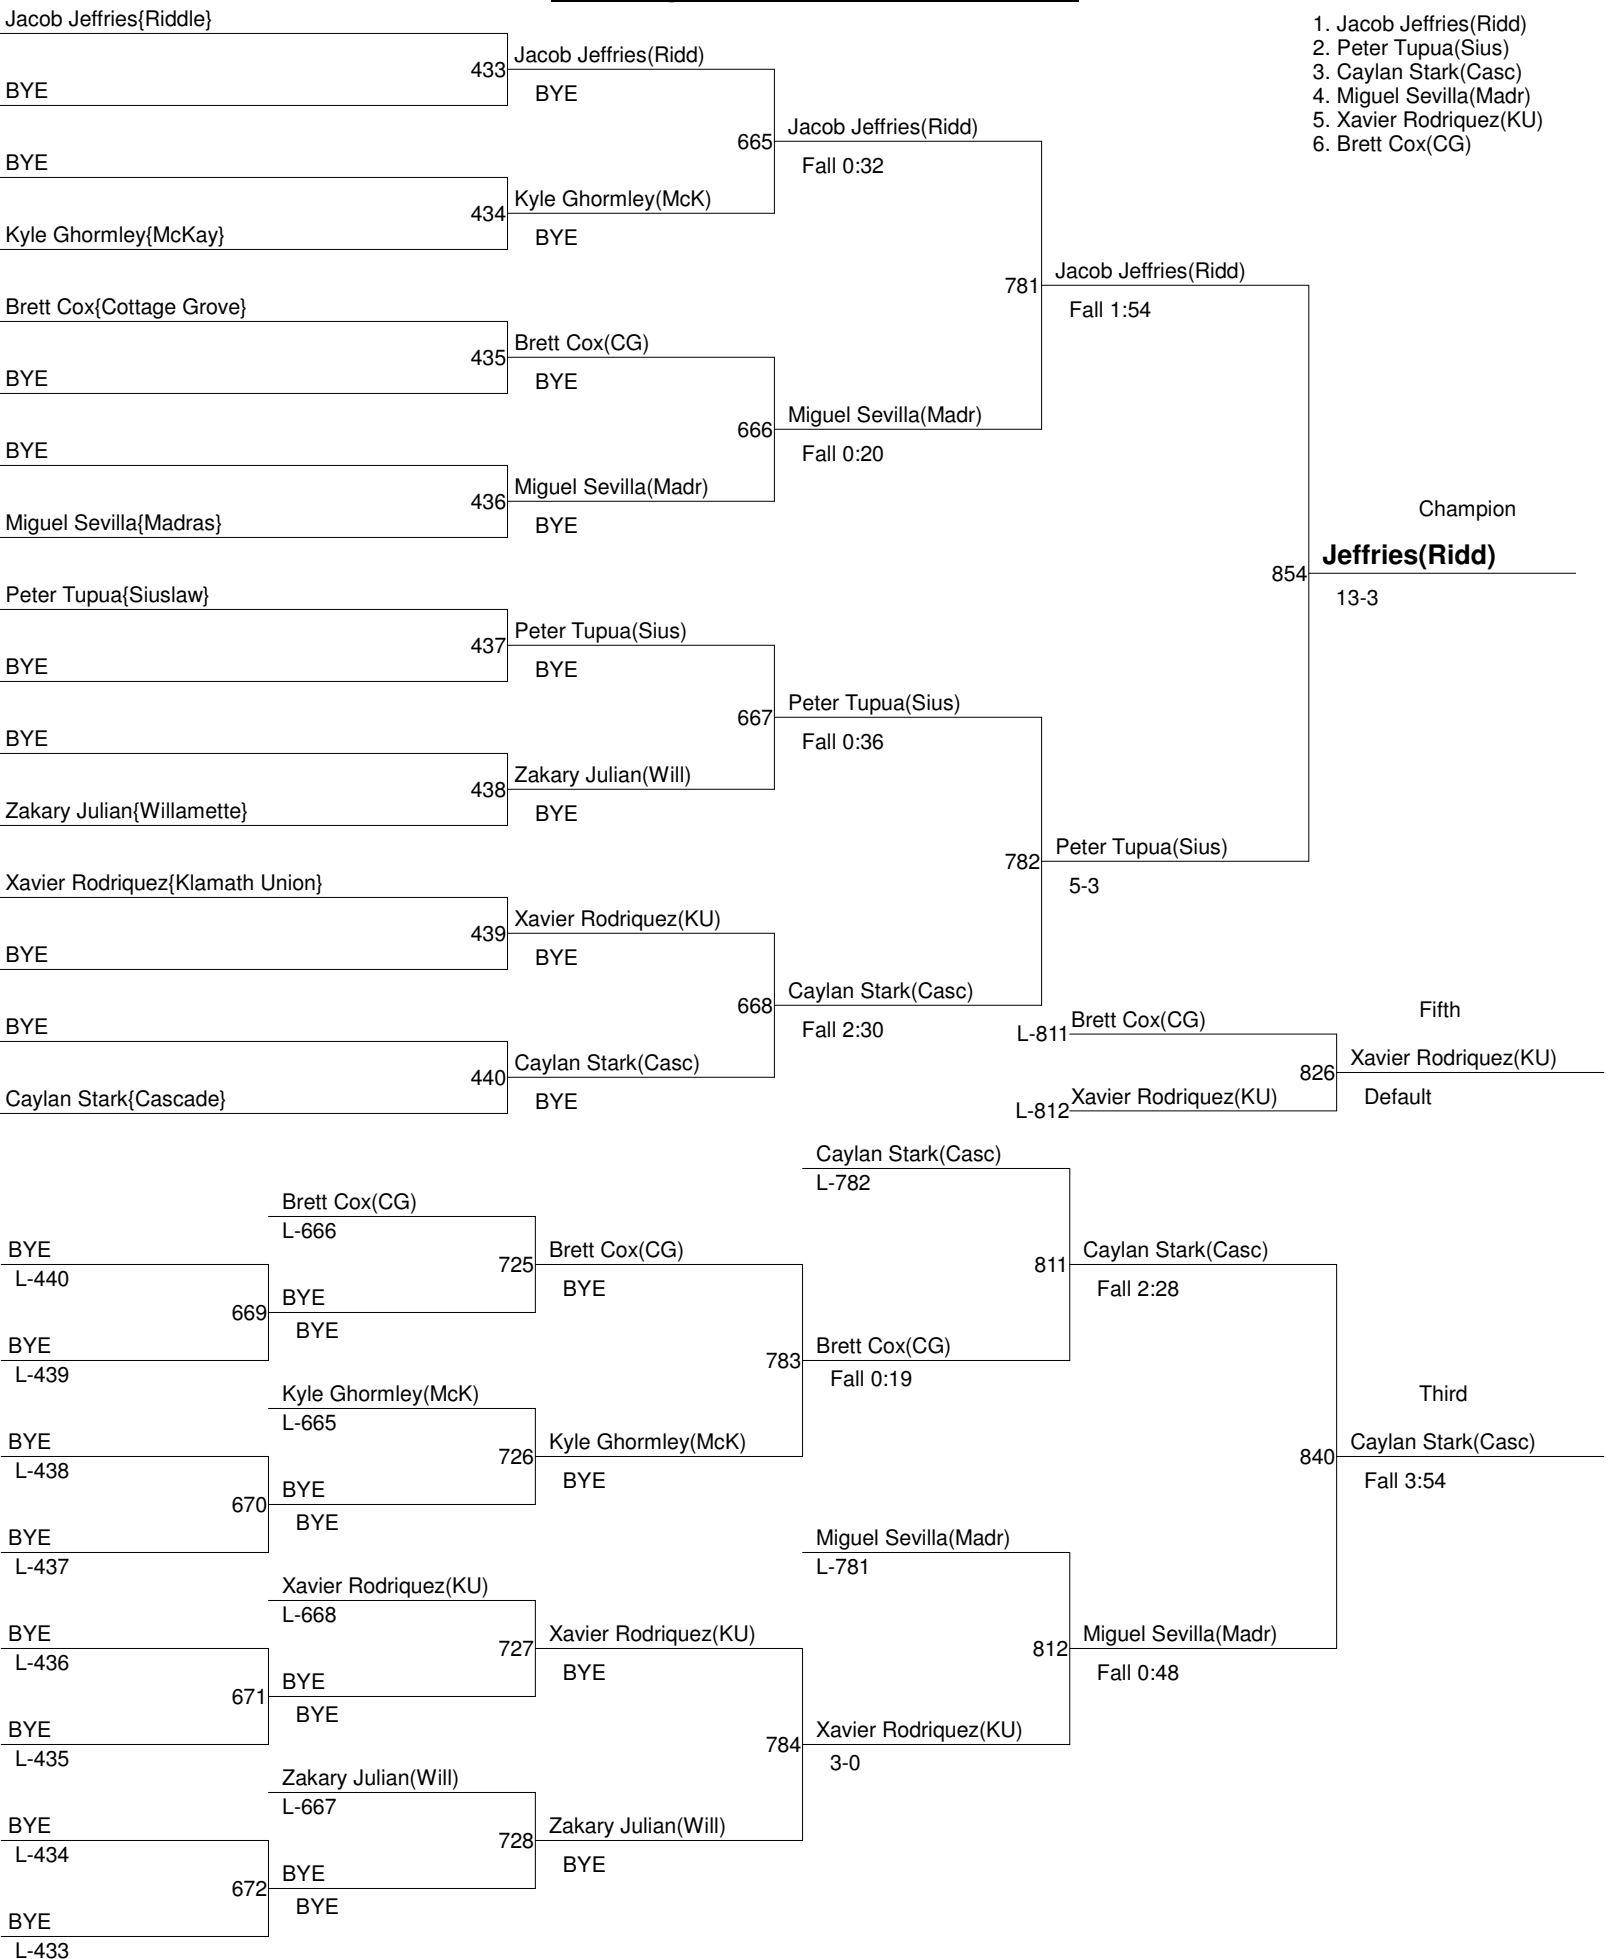 Jacob Jeffries{Riddle}
BYE
BYE
Kyle Ghormley{McKay}
Brett Cox{Cottage Grove}
BYE
BYE
Miguel Sevilla{Madras}
Peter Tupua{Siuslaw}
BYE
BYE
Zakary Julian{Willamette}
Xavier Rodriquez{Klamath Union}
BYE
BYE
Caylan Stark{Cascade}
433 Jacob Jeffries(Ridd)
BYE
434 Kyle Ghormley(McK)
BYE
435 Brett Cox(CG)
BYE
436 Miguel Sevilla(Madr)
BYE
437 Peter Tupua(Sius)
BYE
438 Zakary Julian(Will)
BYE
439 Xavier Rodriquez(KU)
BYE
440 Caylan Stark(Casc)
BYE
665 Jacob Jeffries(Ridd)
Fall 0:32
666 Miguel Sevilla(Madr)
Fall 0:20
667 Peter Tupua(Sius)
Fall 0:36
668 Caylan Stark(Casc)
Fall 2:30
781 Jacob Jeffries(Ridd)
Fall 1:54
782 Peter Tupua(Sius)
5-3
1. Jacob Jeffries(Ridd)
2. Peter Tupua(Sius)
3. Caylan Stark(Casc)
4. Miguel Sevilla(Madr)
5. Xavier Rodriquez(KU)
6. Brett Cox(CG)
Champion
854 Jeffries(Ridd)
13-3
L-811 Brett Cox(CG)
L-812 Xavier Rodriquez(KU)
Fifth
826 Xavier Rodriquez(KU)
Default
BYE
L-440
BYE
L-439
BYE
L-438
BYE
L-437
BYE
L-436
BYE
L-435
BYE
L-434
BYE
L-433
Brett Cox(CG)
L-666
669 BYE
BYE
Kyle Ghormley(McK)
L-665
670 BYE
BYE
Xavier Rodriquez(KU)
L-668
671 BYE
BYE
Zakary Julian(Will)
L-667
672 BYE
BYE
725 Brett Cox(CG)
BYE
726 Kyle Ghormley(McK)
BYE
727 Xavier Rodriquez(KU)
BYE
728 Zakary Julian(Will)
BYE
Caylan Stark(Casc)
L-782
783 Brett Cox(CG)
Fall 0:19
Miguel Sevilla(Madr)
L-781
784 Xavier Rodriquez(KU)
3-0
811 Caylan Stark(Casc)
Fall 2:28
812 Miguel Sevilla(Madr)
Fall 0:48
Third
840 Caylan Stark(Casc)
Fall 3:54